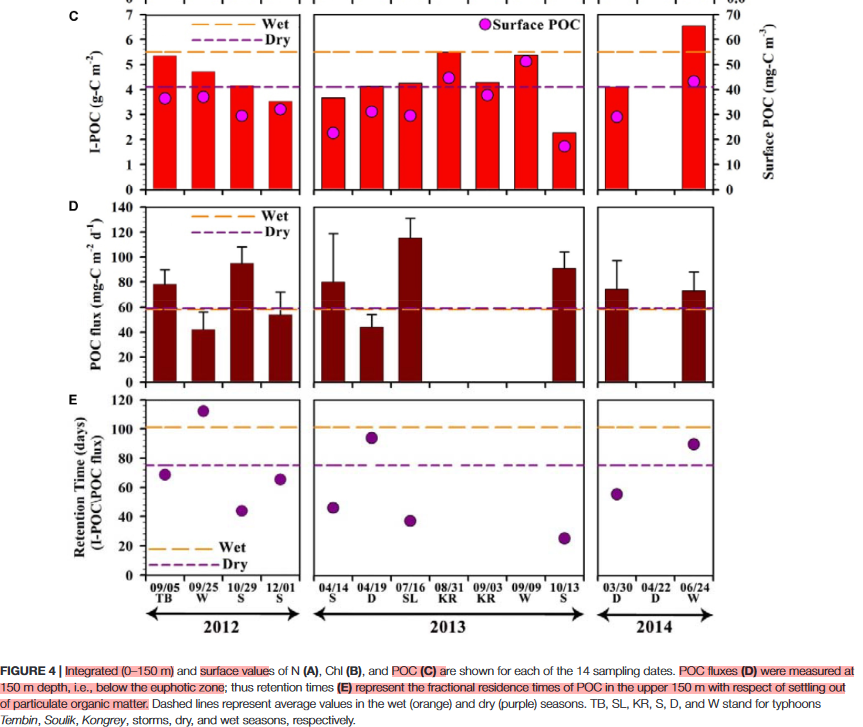 C
7
6
5
4
3
2
1
0
I-POC (g-C m-2)
Wet
Dry
Surface POC
70
60
50
40
30
20
10
0
Surface POC (mg-C m-3)
D
140
120
100
80
60
40
20
0
POC flux (mg-C m-2 d-1)
Wet
Dry
E
120
100
80
60
40
20
0
Retention Time (days)
(I-POC\POC flux)
Wet
Dry
09/05 09/25 10/29 12/01 04/14 04/19 07/16 08/31 09/03 09/09 10/13 03/30 04/22 06/24
TB W S S S D SL KR KR W S D D W
2012 2013 2014
FIGURE 4 | Integrated (0–150 m) and surface values of N (A), Chl (B), and POC (C) are shown for each of the 14 sampling dates. POC fluxes (D) were measured at
150 m depth, i.e., below the euphotic zone; thus retention times (E) represent the fractional residence times of POC in the upper 150 m with respect of settling out
of particulate organic matter. Dashed lines represent average values in the wet (orange) and dry (purple) seasons. TB, SL, KR, S, D, and W stand for typhoons
Tembin, Soulik, Kongrey, storms, dry, and wet seasons, respectively.